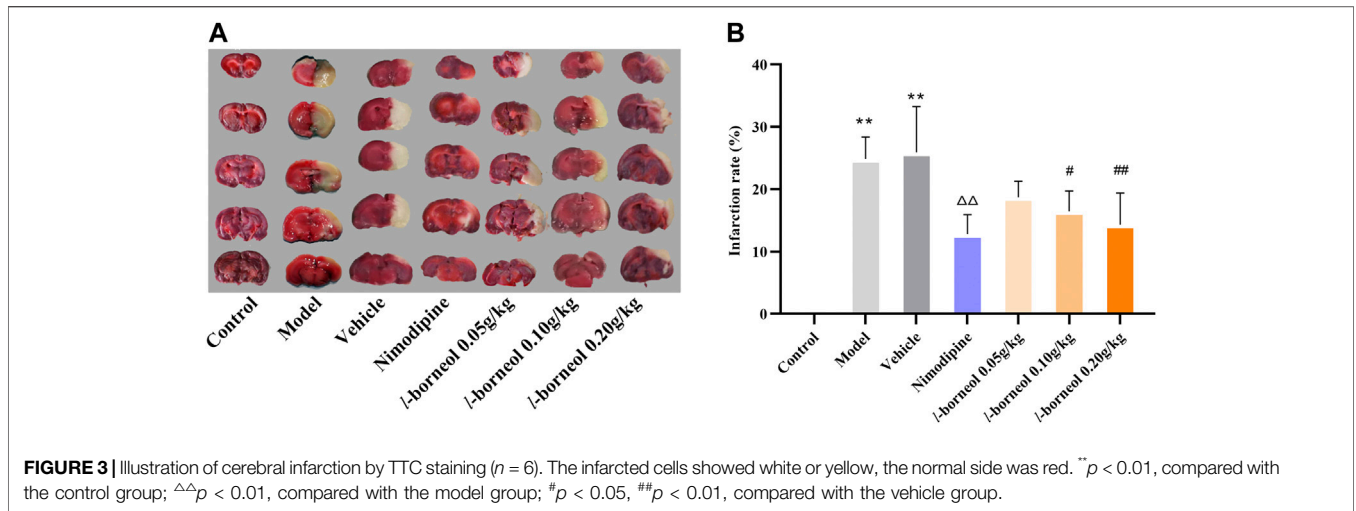 A
Control
Model
Vehicle
Nimodipine
l-borneol 0.05g/kg
l-borneol 0.10g/kg
l-borneol 0.20g/kg
B
Infarction rate (%)
40
30
20
10
0
**
**
△△
#
##
Control
Model
Vehicle
Nimodipine
l-borneol 0.05g/kg
l-borneol 0.10g/kg
l-borneol 0.20g/kg
FIGURE 3 | Illustration of cerebral infarction by TTC staining (n = 6). The infarcted cells showed white or yellow, the normal side was red. **p < 0.01, compared with
the control group; △△p < 0.01, compared with the model group; #p < 0.05, ##p < 0.01, compared with the vehicle group.